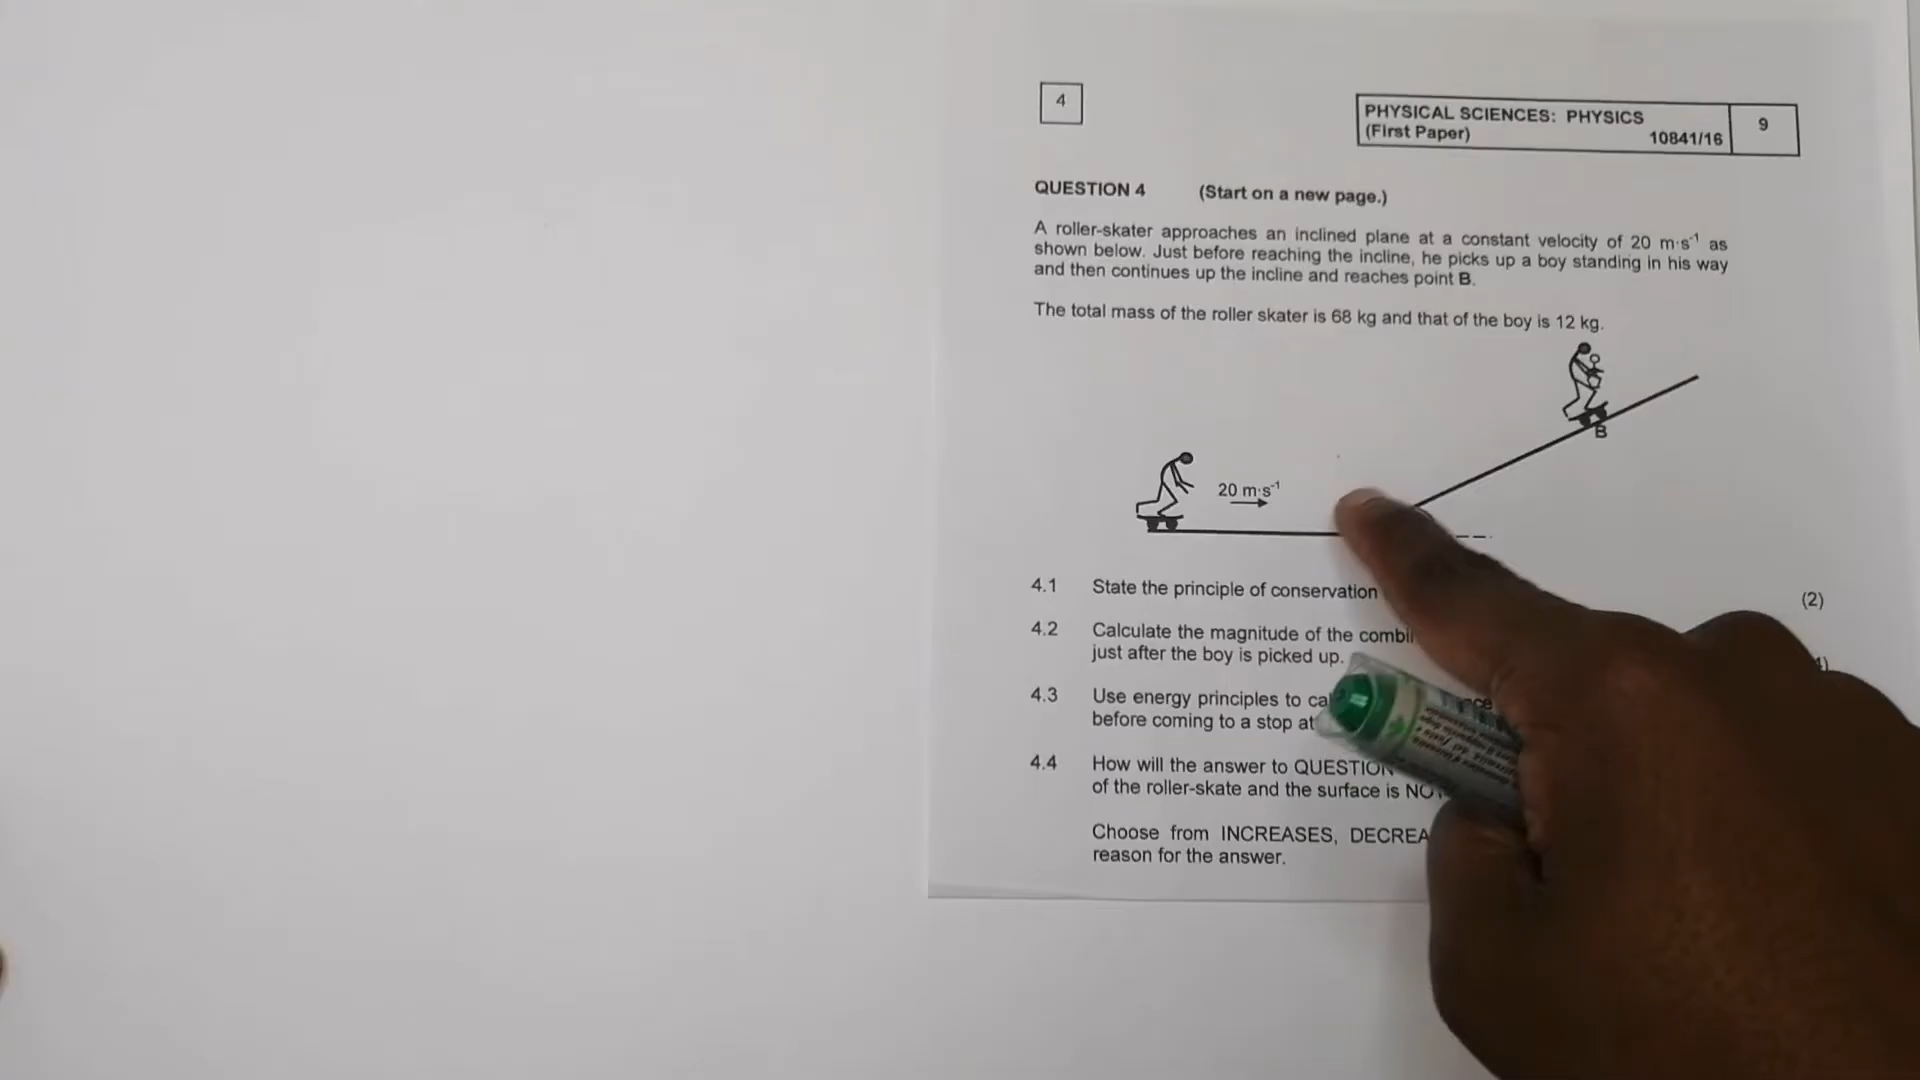 4
PHYSICAL SCIENCES: PHYSICS
(First Paper)
10841/16
9
QUESTION 4 (Start on a new page.)
A roller-skater approaches an inclined plane at a constant velocity of 20 m·s⁻¹ as
shown below. Just before reaching the incline, he picks up a boy standing in his way
and then continues up the incline and reaches point B.
The total mass of the roller skater is 68 kg and that of the boy is 12 kg.
B
20 m·s⁻¹
4.1 State the principle of conservation
(2)
4.2 Calculate the magnitude of the
just after the boy is picked up.
4.3 Use energy principles to
before coming to a stop at
4.4 How will the answer to QUESTION
of the roller-skate and the surface is
Choose from INCREASES,
reason for the answer.